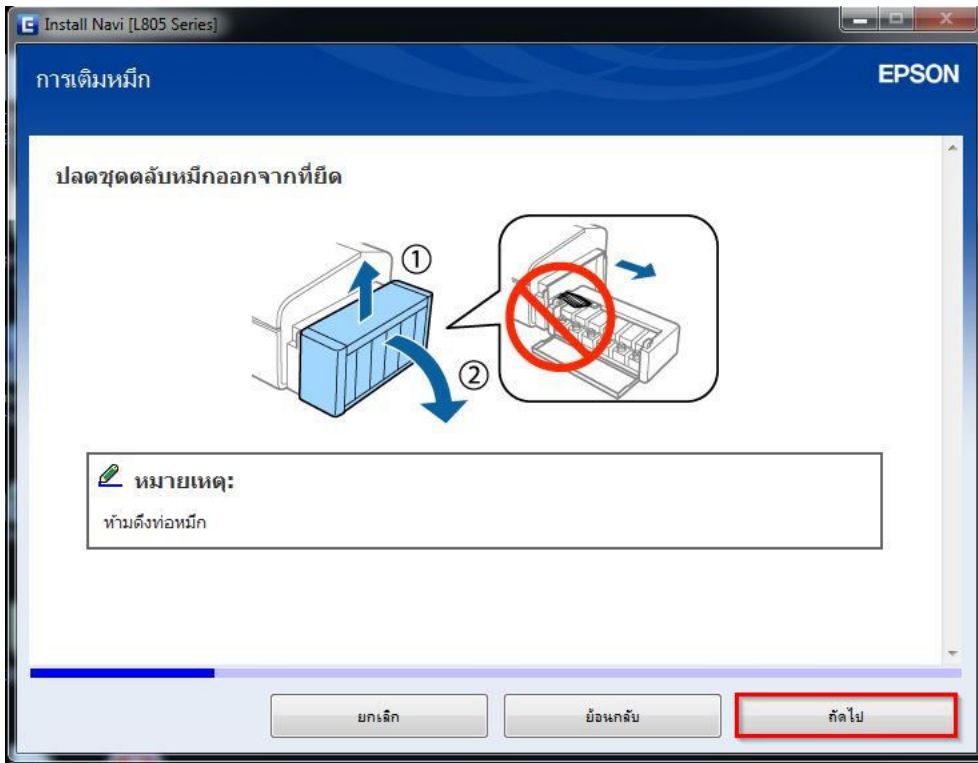 Install Navi [L805 Series]
การเติมหมึก
EPSON
ปลดชุดตลับหมึกออกจากที่ยึด
①
②
หมายเหตุ:
ห้ามดึงท่อหมึก
ยกเลิก
ย้อนกลับ
ถัดไป